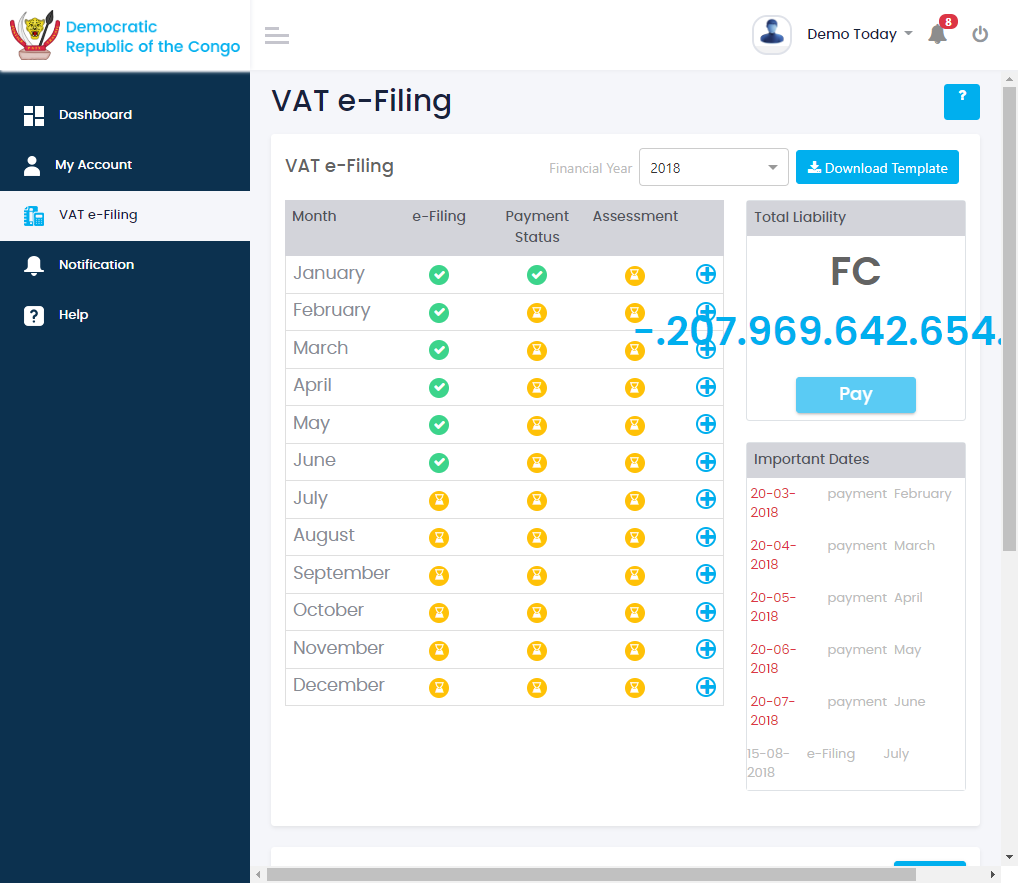 Democratic
Republic of the Congo
Demo Today
8
Dashboard
My Account
VAT e-Filing
Notification
? Help
VAT e-Filing
?
VAT e-Filing
Financial Year 2018 Download Template
Month e-Filing Payment Status Assessment
January
February
March
April
May
June
July
August
September
October
November
December
Total Liability
FC
-.207.969.642.654.
Pay
Important Dates
20-03-2018 payment February
20-04-2018 payment March
20-05-2018 payment April
20-06-2018 payment May
20-07-2018 payment June
15-08-2018 e-Filing July